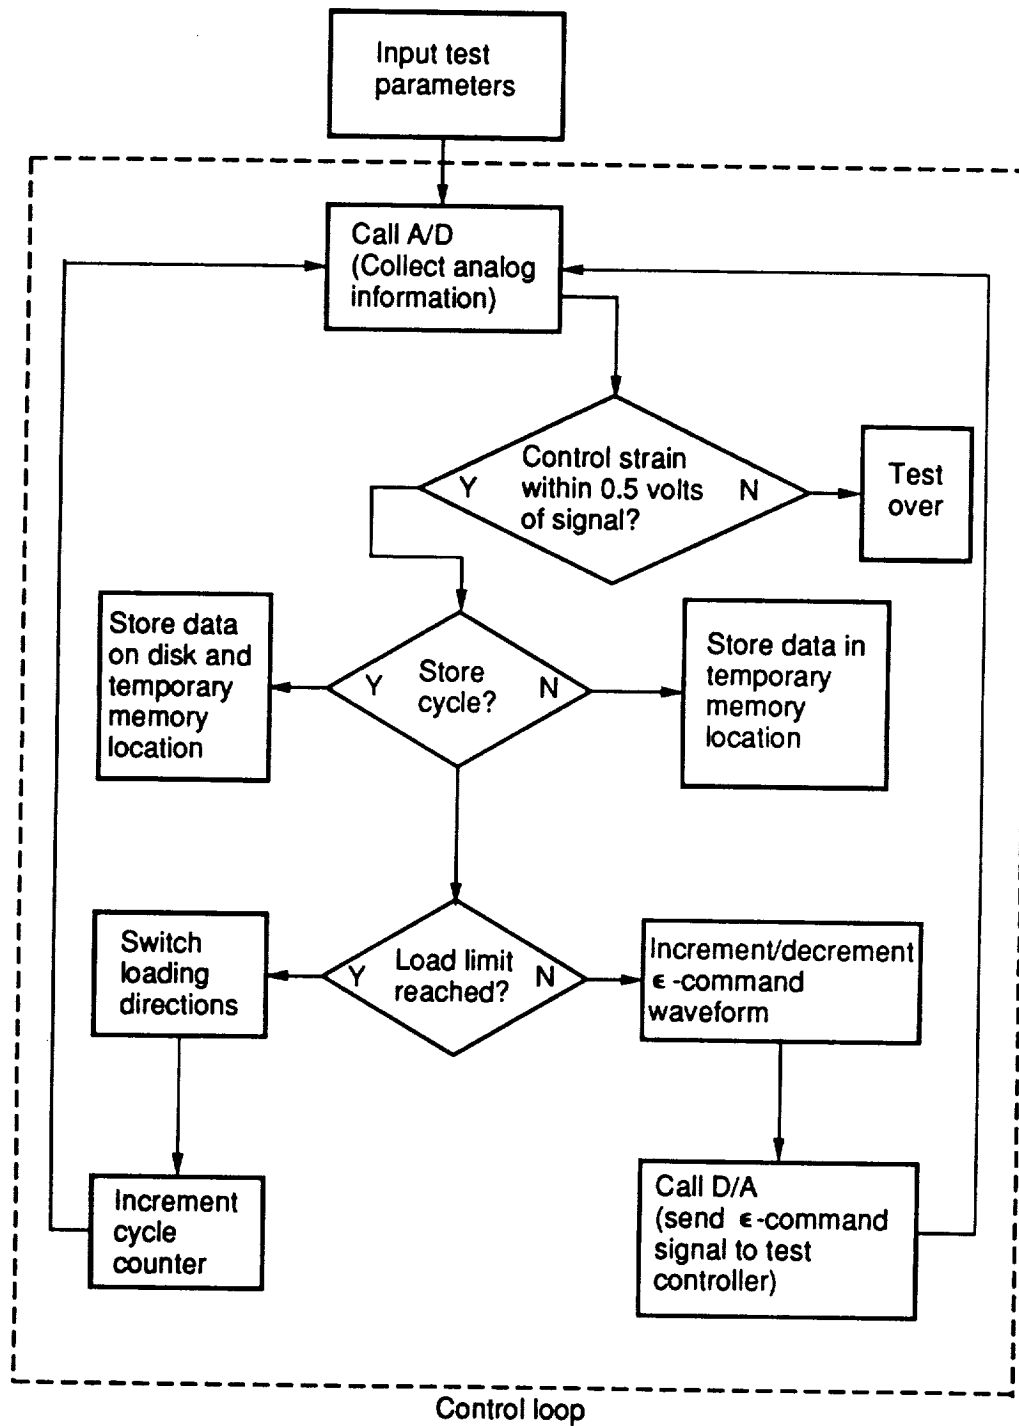 Input test
parameters
Call A/D
(Collect analog
information)
Control strain
within 0.5 volts
of signal?
Y
N
Test
over
Store data
on disk and
temporary
memory
location
Y
Store
cycle?
N
Store data in
temporary
memory
location
Switch
loading
directions
Y
Load limit
reached?
N
Increment/decrement
ϵ-command
waveform
Increment
cycle
counter
Call D/A
(send ϵ-command
signal to test
controller)
Control loop